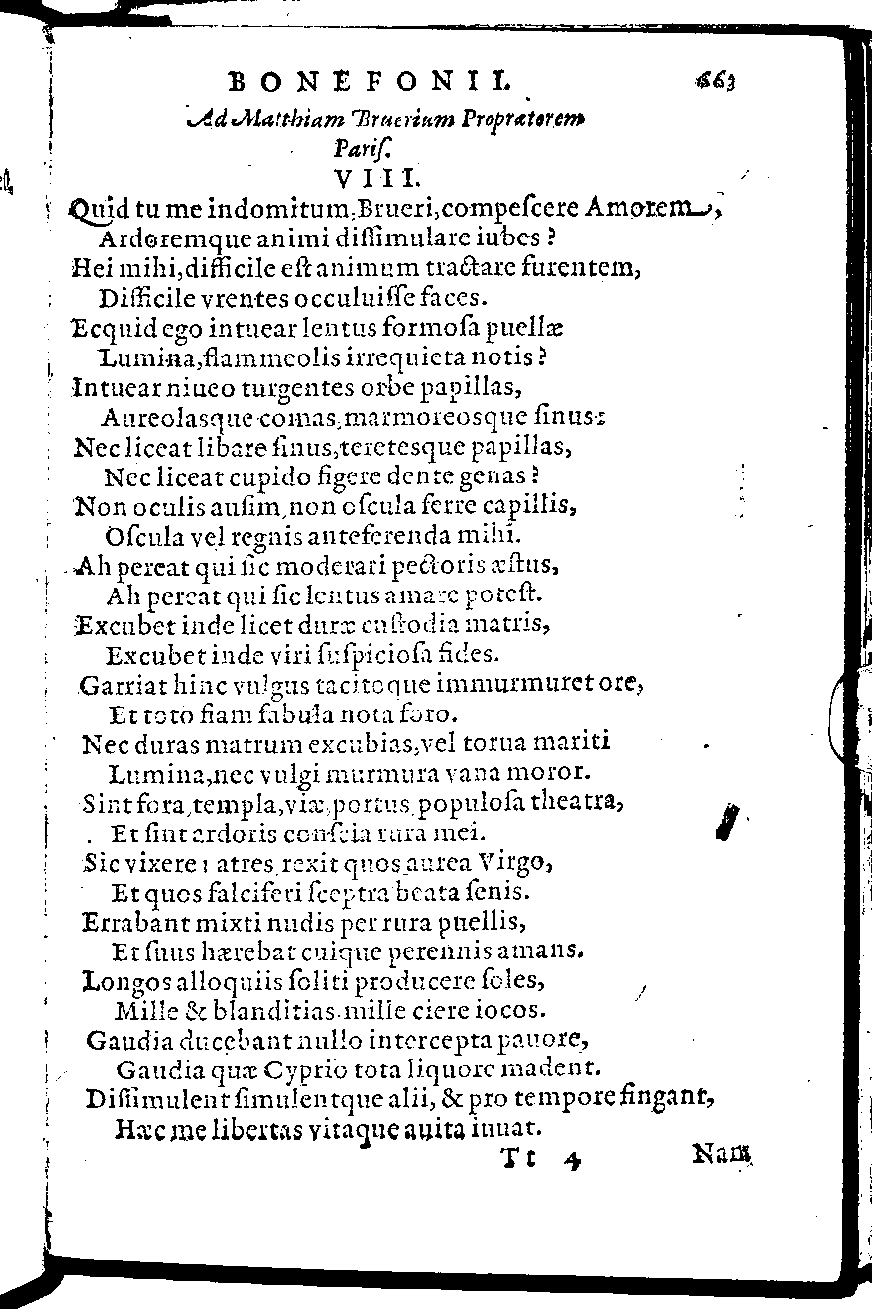 BONEFONII. 663
Ad Matthiam Bruerium Proprætorem
Pariſ.
VIII.
Quid tu me indomitum, Brueri, compeſcere Amorem,
Ardoremque animi diſſimulare iubes?
Hei mihi, difficile eſt animum tractare furentem,
Difficile vrentes occuluiſſe faces.
Ecquid ego intuear lentus formoſa puellæ
Lumina, flammeolis irrequieta notis?
Intuear niueo turgentes orbe papillas,
Aureolasque comas, marmoreosque ſinus:
Nec liceat libare ſinus, teretesque papillas,
Nec liceat cupido figere dente genas?
Non oculis auſim, non oſcula ferre capillis,
Oſcula vel regnis anteferenda mihi.
Ah pereat qui ſic moderari pectoris æſtus,
Ah pereat qui ſic lentus amare poteſt.
Excubet inde licet duræ cuſtodia matris,
Excubet inde viri ſuſpicioſa fides.
Garriat hinc vulgus tacitoque immurmuret ore,
Et toto fiam fabula nota foro.
Nec duras matrum excubias, vel torua mariti
Lumina, nec vulgi murmura vana moror.
Sint fora, templa, viæ, portus, populoſa theatra,
Et ſint ardoris conſcia rura mei.
Sic vixere patres, rexit quos aurea Virgo,
Et quos falciferi ſceptra beata ſenis.
Errabant mixti nudis per rura puellis,
Et ſuus hærebat cuique perennis amans.
Longos alloquiis ſoliti producere ſoles,
Mille & blanditias, mille ciere iocos.
Gaudia ducebant nullo intercepta pauore,
Gaudia quæ Cyprio tota liquore madent.
Diſſimulent ſimulentque alii, & pro tempore fingant,
Hæc me libertas vitaque auita iuuat.
Tt 4 Nam